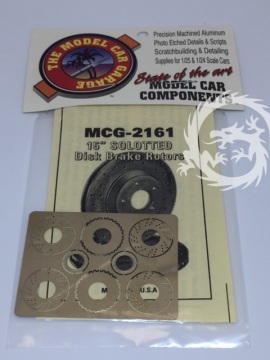 THE MODEL CAR GARAGE
Precision Machined Aluminum
Photo Etched Details & Scripts
Scratchbuilding & Detailing
Supplies for 1/25 & 1/24 Scale Cars
State of the art
MODEL CAR
COMPONENTS
MCG-2161
15" SOLOTTED
Disk Brake Rotors
U.S.A